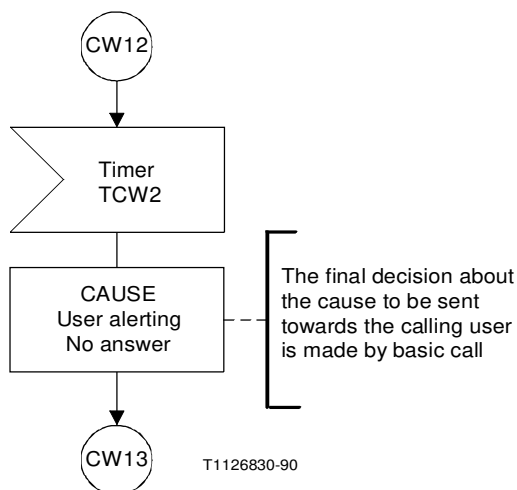 CW12
Timer
TCW2
CAUSE
User alerting
No answer
The final decision about
the cause to be sent
towards the calling user
is made by basic call
CW13
T1126830-90